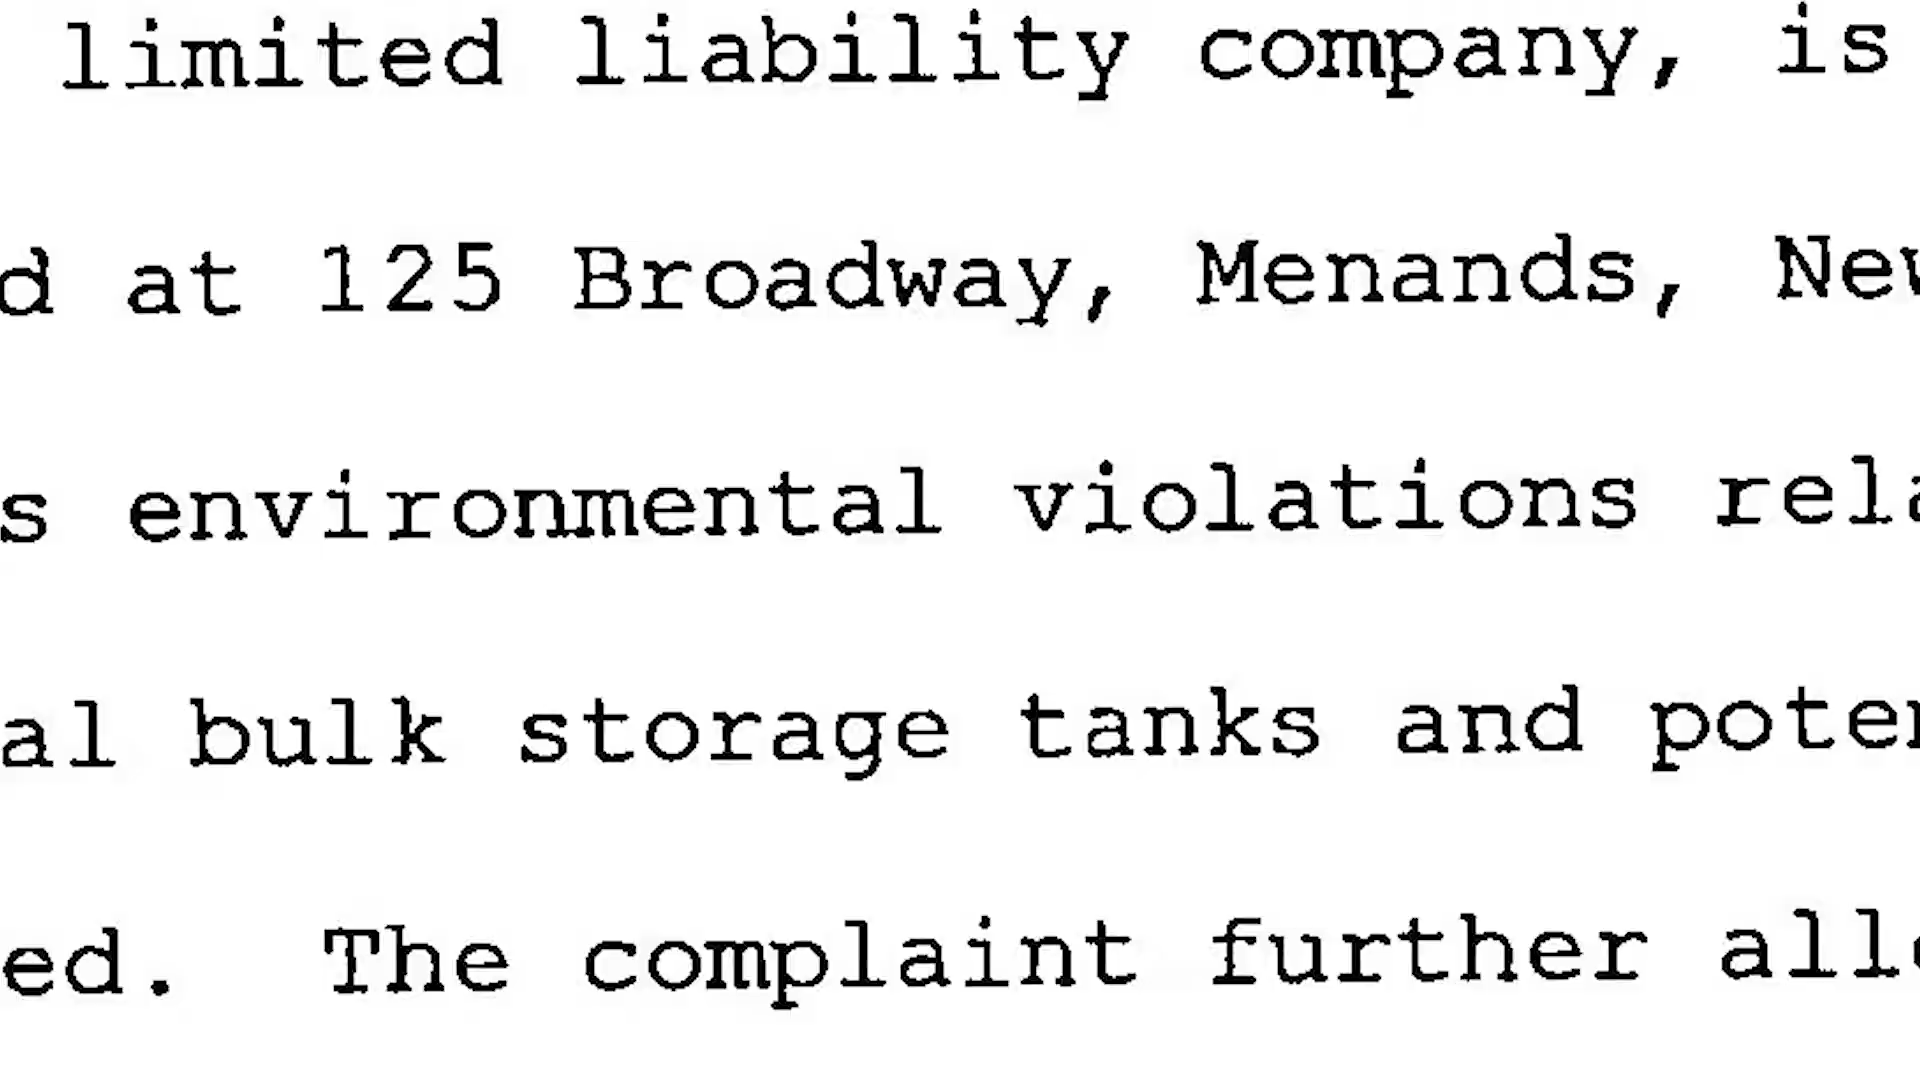 limited liability company, is
d at 125 Broadway, Menands, New
s environmental violations rela
al bulk storage tanks and poten
ed. The complaint further alle